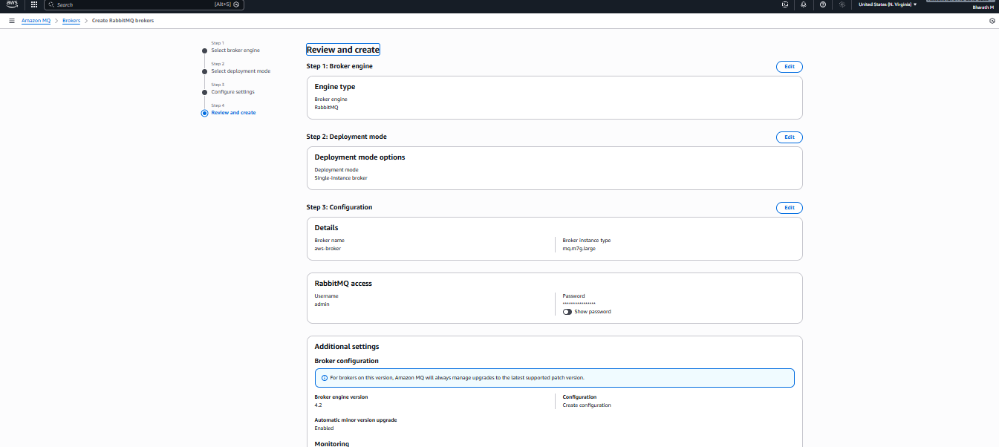 aws
Search [Alt+S]
United States (N. Virginia)
Bharath M
Amazon MQ > Brokers > Create RabbitMQ brokers
Step 1
Select broker engine
Step 2
Select deployment mode
Step 3
Configure settings
Step 4
Review and create
Review and create
Step 1: Broker engine
Edit
Engine type
Broker engine
RabbitMQ
Step 2: Deployment mode
Edit
Deployment mode options
Deployment mode
Single-instance broker
Step 3: Configuration
Edit
Details
Broker name
aws-broker
Broker instance type
mq.m7g.large
RabbitMQ access
Username
admin
Password
***************
Show password
Additional settings
Broker configuration
For brokers on this version, Amazon MQ will always manage upgrades to the latest supported patch version.
Broker engine version
4.2
Configuration
Create configuration
Automatic minor version upgrade
Enabled
Monitoring